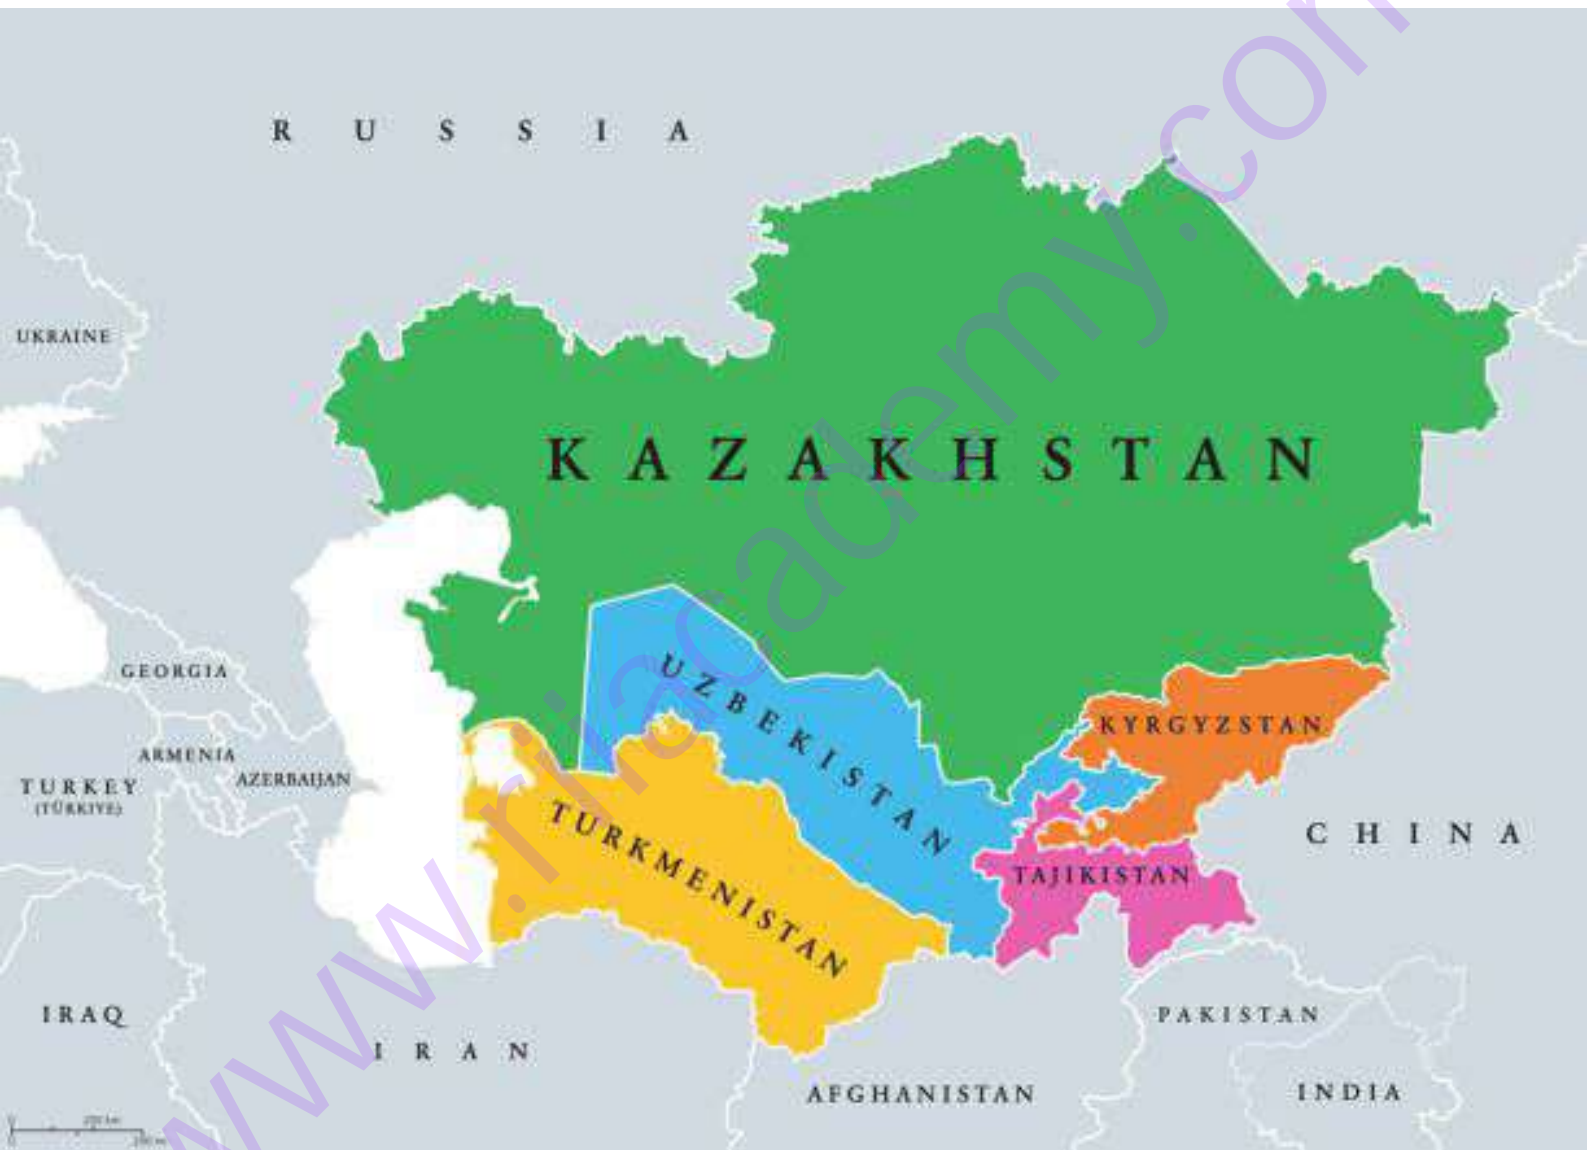 RUSSIA
UKRAINE
KAZAKHSTAN
GEORGIA
UZBEKISTAN
KYRGYZSTAN
ARMENIA
AZERBAIJAN
TURKEY
(TÜRKIYE)
TURKMENISTAN
CHINA
TAJIKISTAN
IRAQ
PAKISTAN
IRAN
AFGHANISTAN
INDIA
www.rijiacademy.com